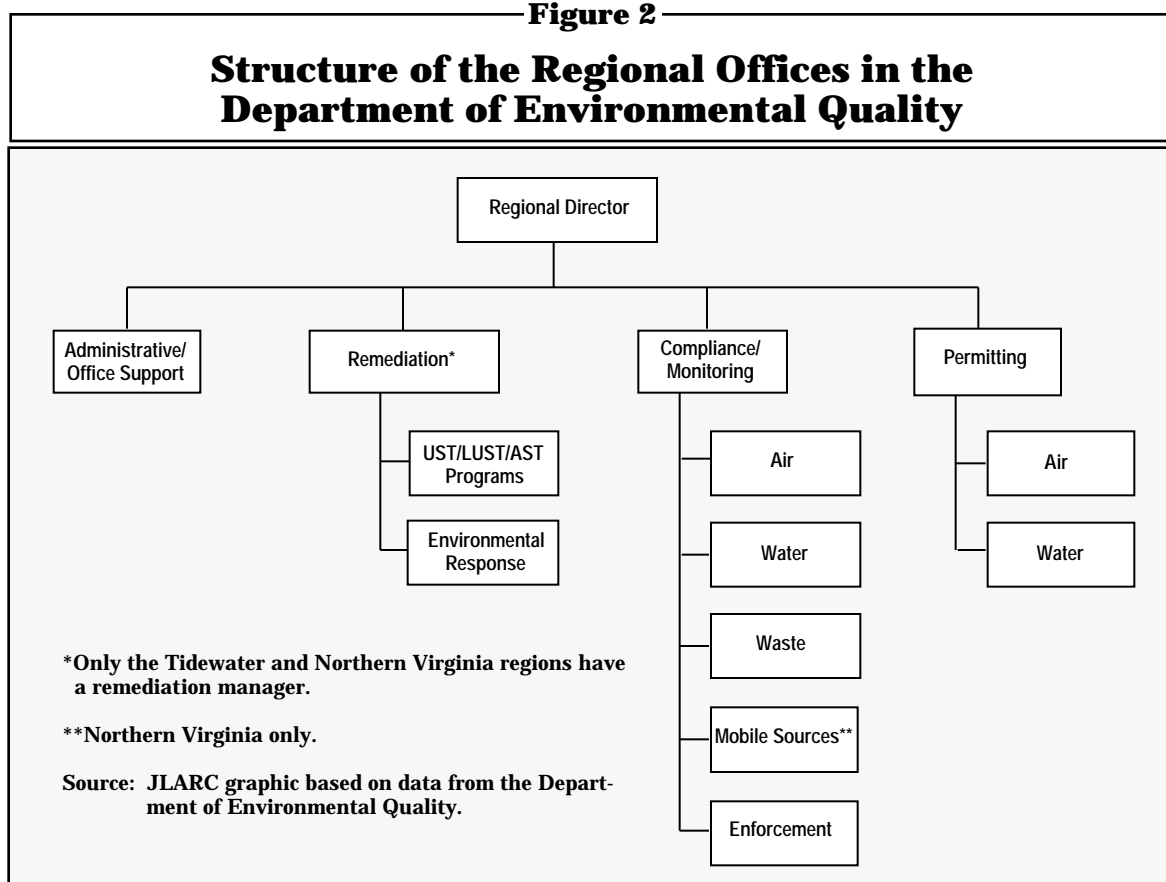 Figure 2
Structure of the Regional Offices in the
Department of Environmental Quality
Regional Director
Administrative/
Office Support
Remediation*
Compliance/
Monitoring
Permitting
UST/LUST/AST
Programs
Environmental
Response
Air
Water
Waste
Mobile Sources**
Enforcement
Air
Water
*Only the Tidewater and Northern Virginia regions have
a remediation manager.
**Northern Virginia only.
Source: JLARC graphic based on data from the Depart-
ment of Environmental Quality.